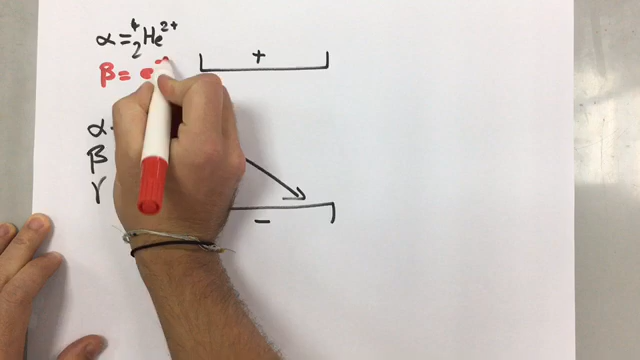 α = ⁴₂He²⁺
β = e⁻
+
α
β
γ
−